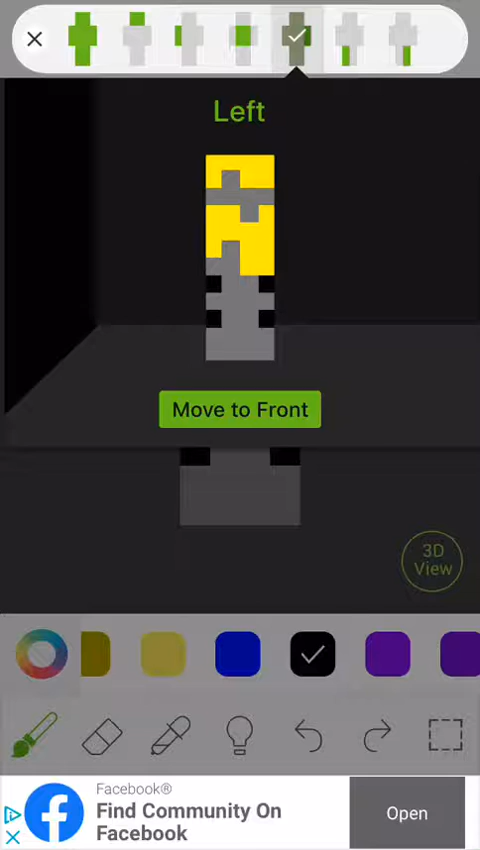 Left
Move to Front
3D
View
Facebook®
Find Community On
Facebook
Open